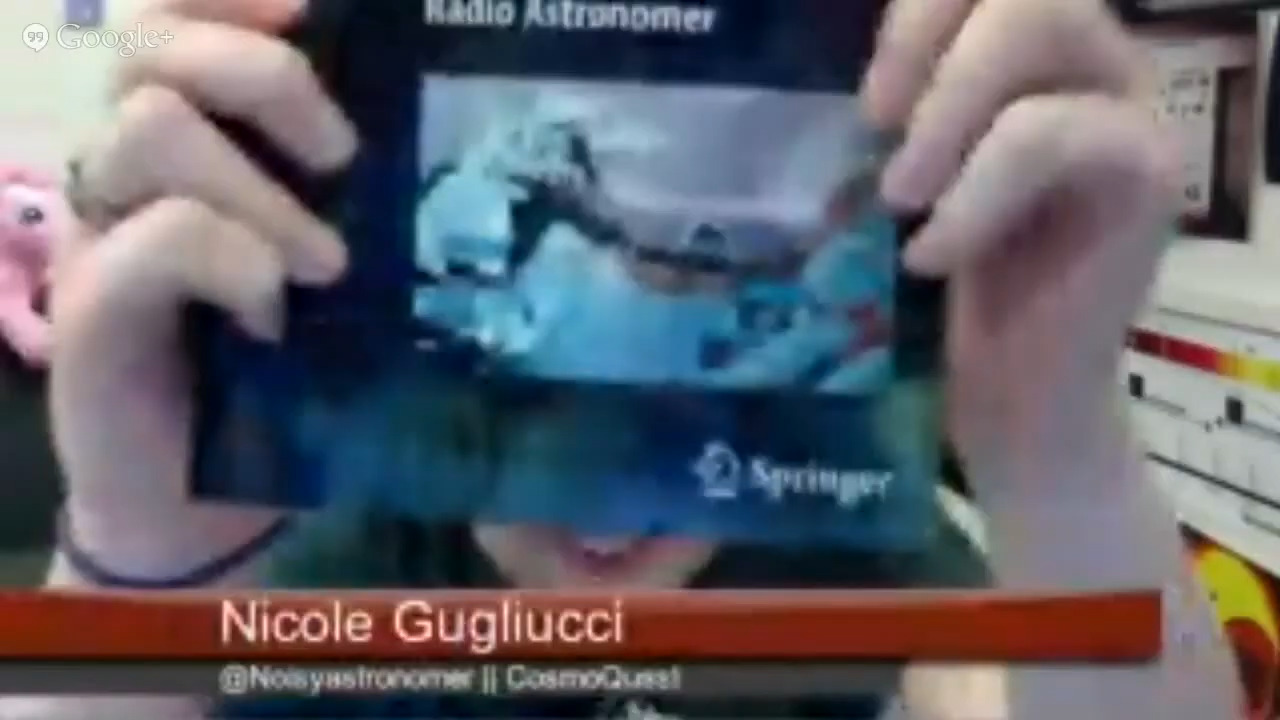 Google+
Radio Astronomer
Springer
Nicole Gugliucci
@Noisyastronomer || CosmoQuest